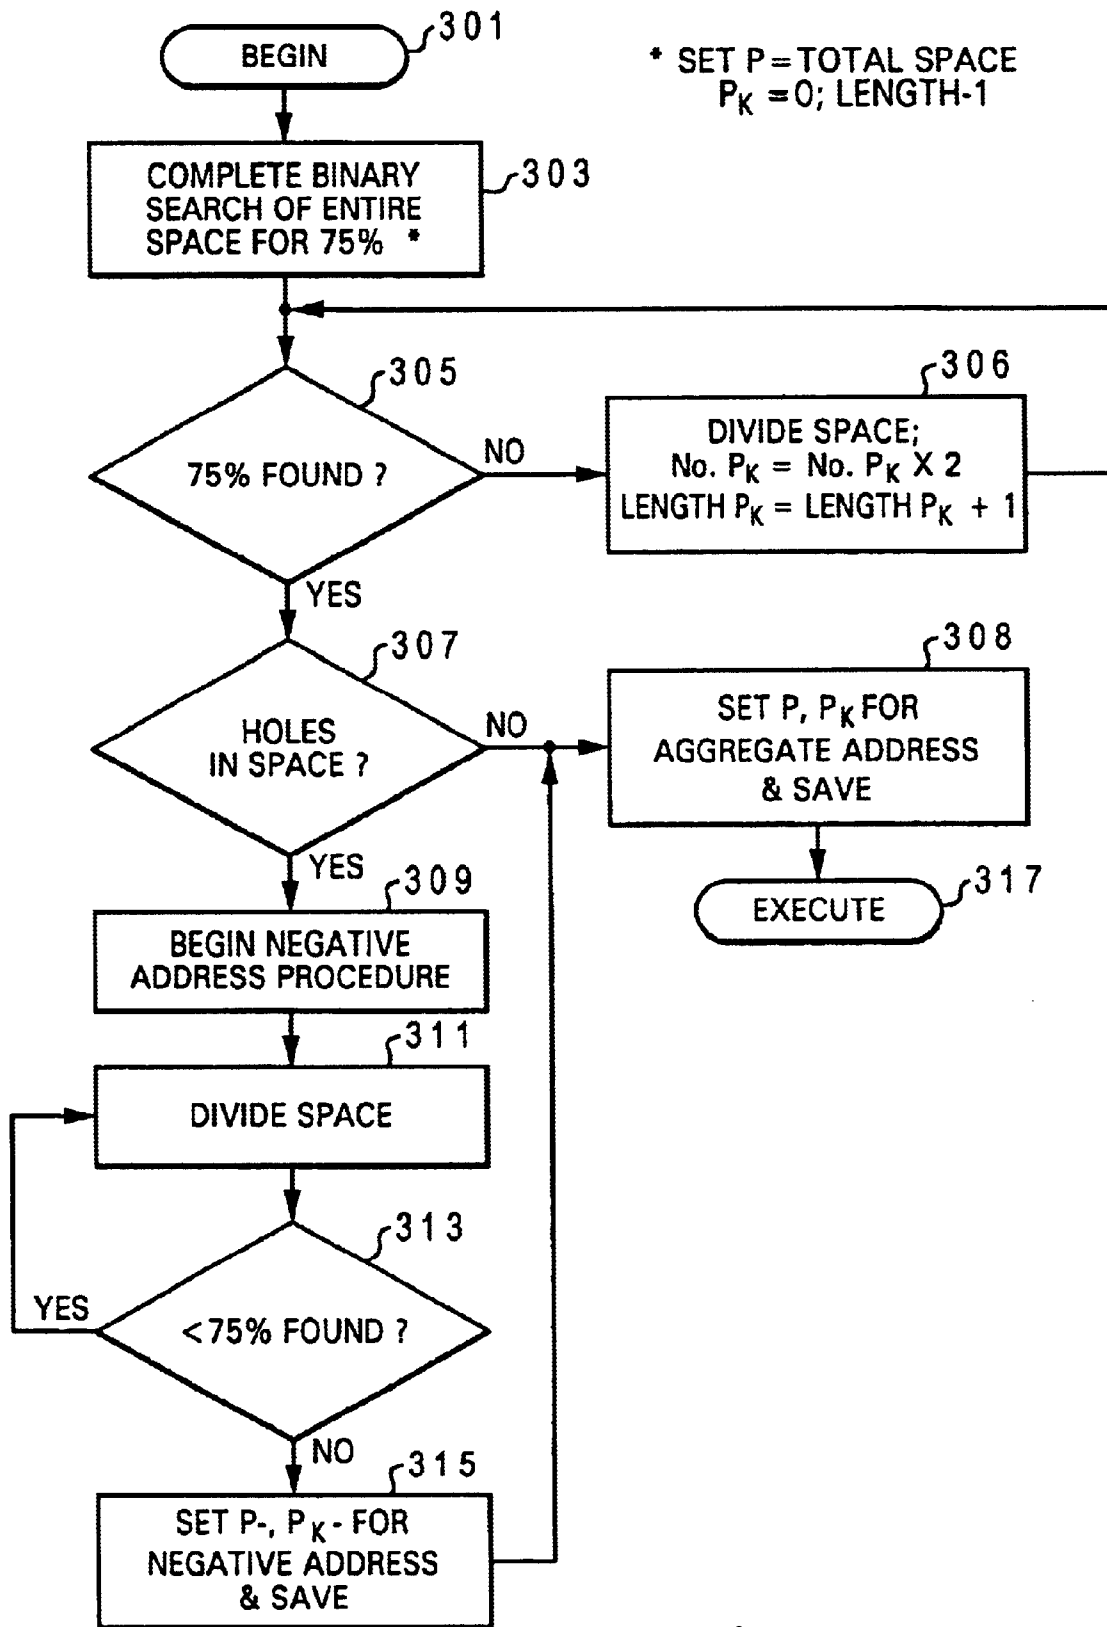 301
BEGIN
* SET P = TOTAL SPACE
PK = 0; LENGTH-1
COMPLETE BINARY
SEARCH OF ENTIRE
SPACE FOR 75% *
303
305
75% FOUND ?
NO
306
DIVIDE SPACE;
No. PK = No. PK X 2
LENGTH PK = LENGTH PK + 1
YES
307
HOLES
IN SPACE ?
NO
308
SET P, PK FOR
AGGREGATE ADDRESS
& SAVE
YES
309
BEGIN NEGATIVE
ADDRESS PROCEDURE
317
EXECUTE
311
DIVIDE SPACE
313
<75% FOUND ?
YES
NO
315
SET P-, PK- FOR
NEGATIVE ADDRESS
& SAVE